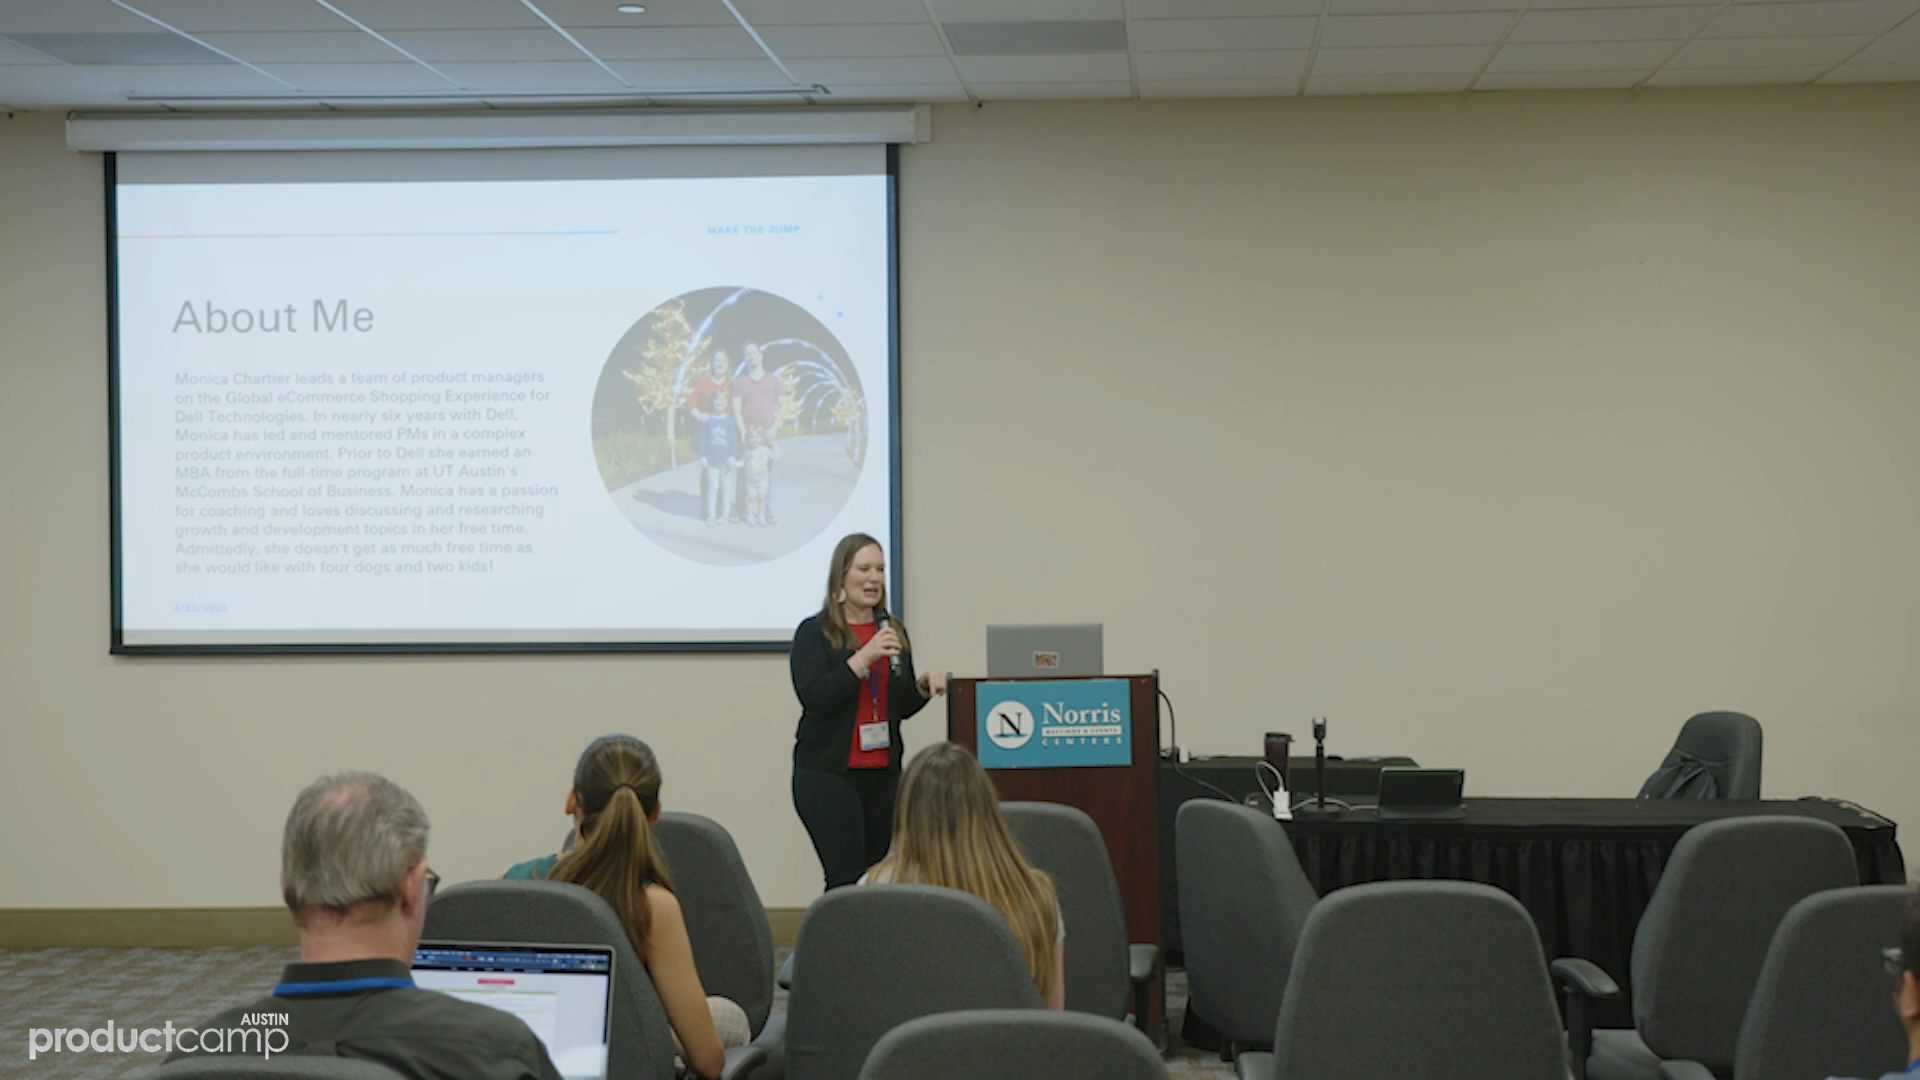 MAKE THE JUMP
About Me
Monica Chartier leads a team of product managers
on the Global eCommerce Shopping Experience for
Dell Technologies. In nearly six years with Dell,
Monica has led and mentored PMs in a complex
product environment. Prior to Dell she earned an
MBA from the full-time program at UT Austin's
McCombs School of Business. Monica has a passion
for coaching and loves discussing and researching
growth and development topics in her free time.
Admittedly, she doesn't get as much free time as
she would like with four dogs and two kids!
N
Norris
MEETINGS & EVENTS
CENTERS
AUSTIN
productcamp